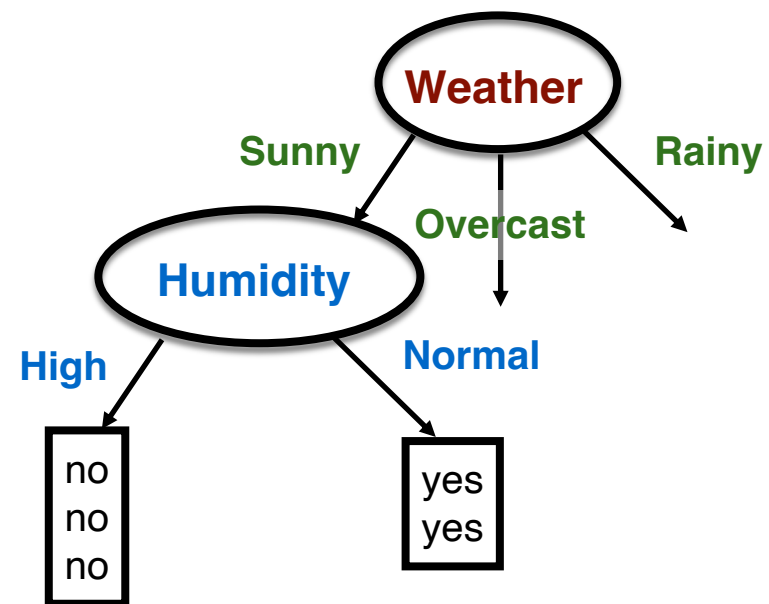 Weather
Sunny
Rainy
Overcast
Humidity
High
Normal
no
no
no
yes
yes